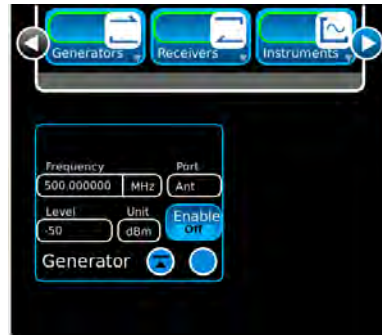 Generators Receivers Instruments
Frequency Port
500.000000 MHz Ant
Level Unit Enable
-50 dBm Off
Generator